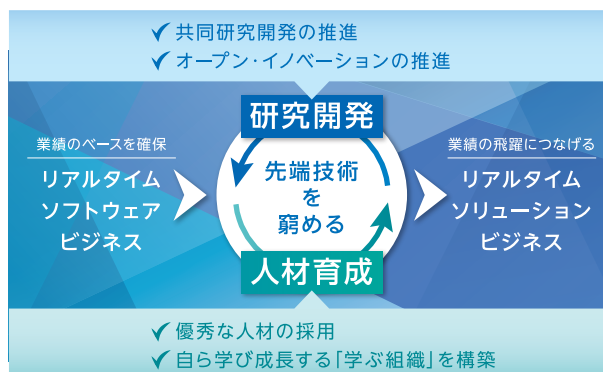 共同研究開発の推進
オープン・イノベーションの推進
研究開発
業績のベースを確保
リアルタイム
ソフトウェア
ビジネス
先端技術
を
窮める
業績の飛躍につなげる
リアルタイム
ソリューション
ビジネス
人材育成
優秀な人材の採用
自ら学び成長する「学ぶ組織」を構築